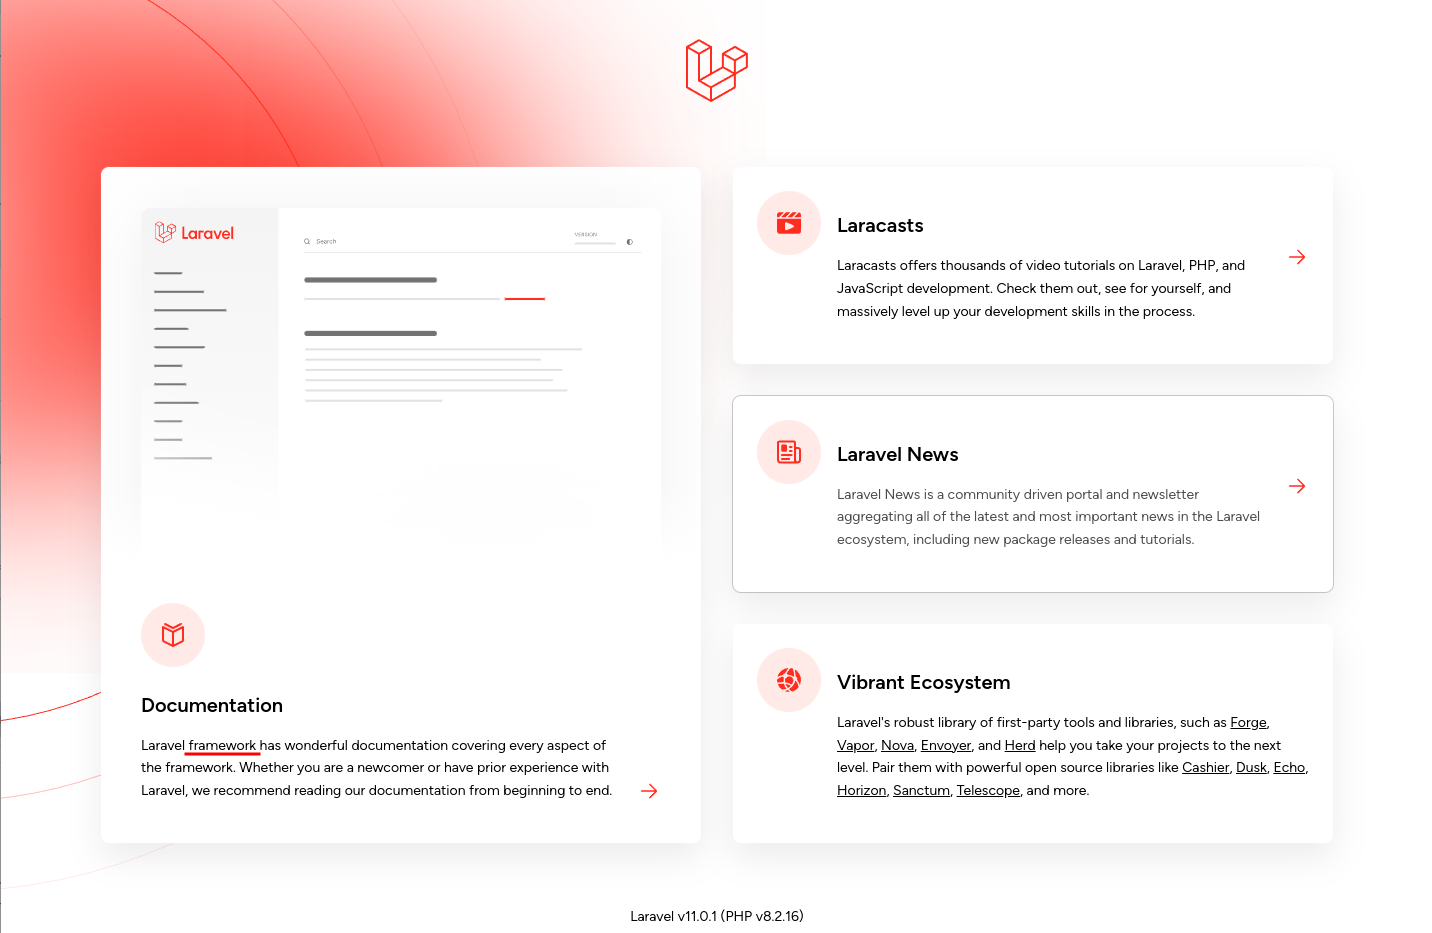 Laravel
Search
VERSION
Documentation
Laravel framework has wonderful documentation covering every aspect of
the framework. Whether you are a newcomer or have prior experience with
Laravel, we recommend reading our documentation from beginning to end.
Laracasts
Laracasts offers thousands of video tutorials on Laravel, PHP, and
JavaScript development. Check them out, see for yourself, and
massively level up your development skills in the process.
Laravel News
Laravel News is a community driven portal and newsletter
aggregating all of the latest and most important news in the Laravel
ecosystem, including new package releases and tutorials.
Vibrant Ecosystem
Laravel's robust library of first-party tools and libraries, such as Forge,
Vapor, Nova, Envoyer, and Herd help you take your projects to the next
level. Pair them with powerful open source libraries like Cashier, Dusk, Echo,
Horizon, Sanctum, Telescope, and more.
Laravel v11.0.1 (PHP v8.2.16)